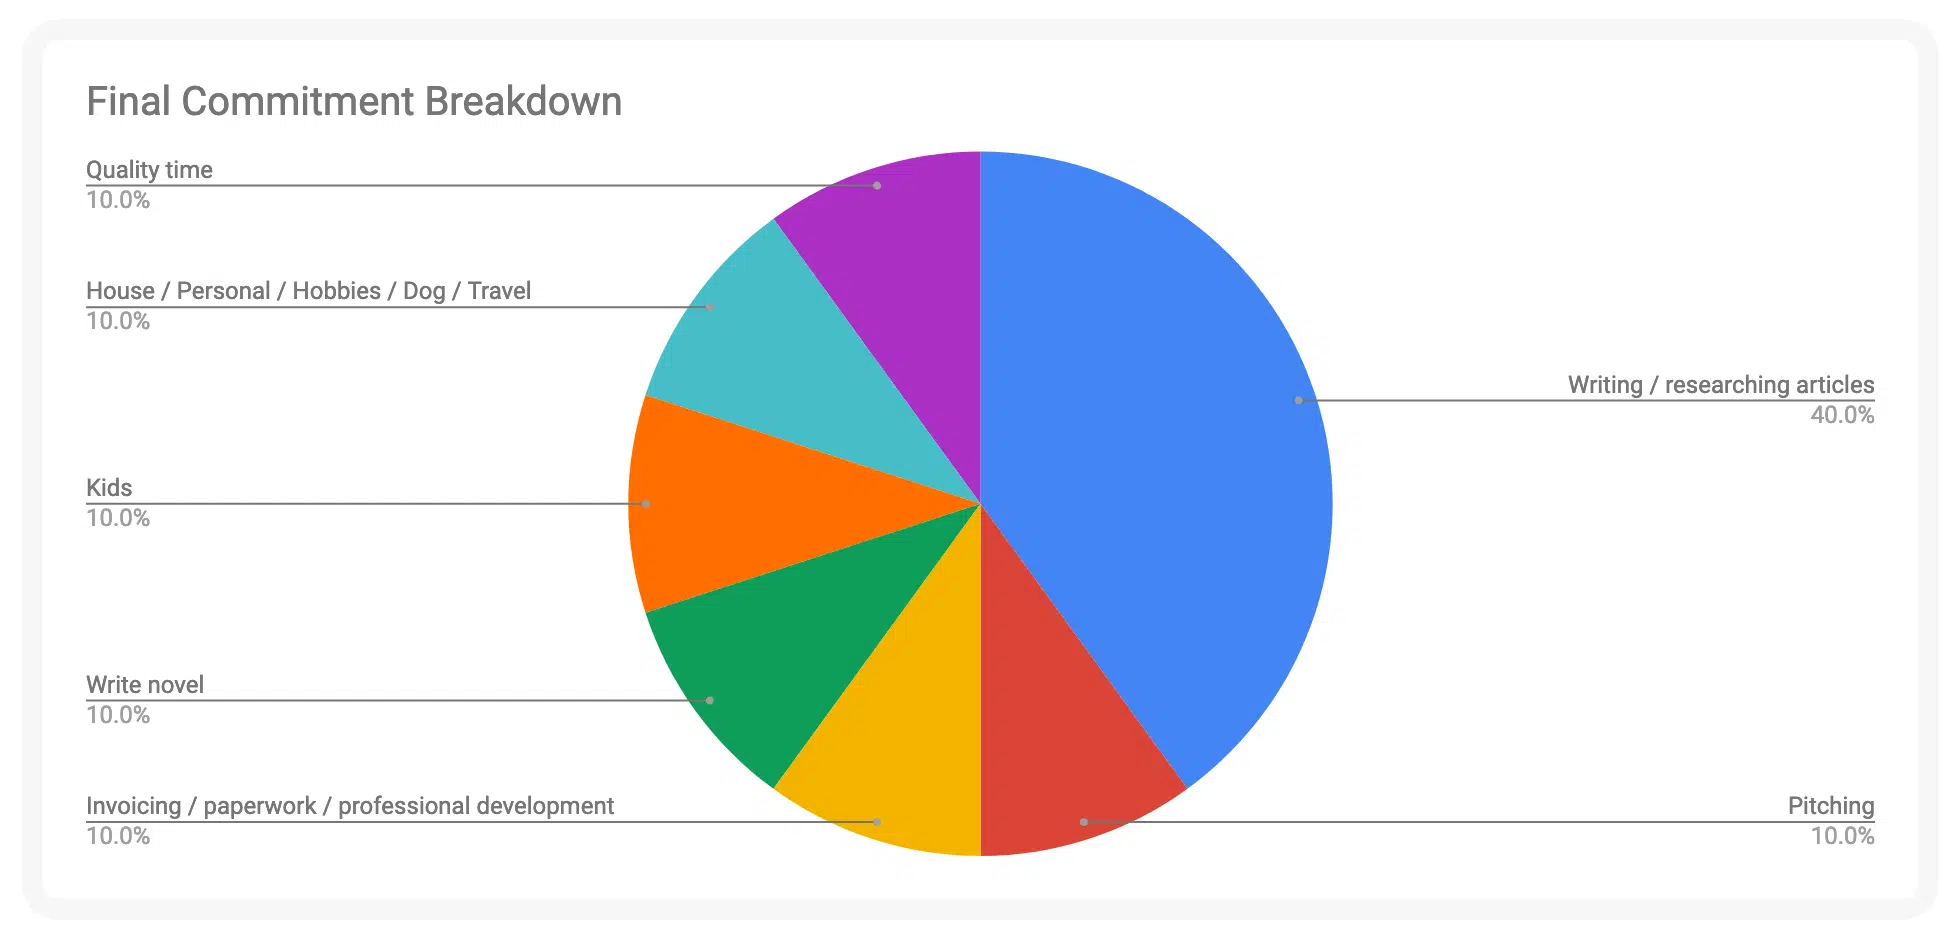 Final Commitment Breakdown
Quality time
10.0%
House / Personal / Hobbies / Dog / Travel
10.0%
Writing / researching articles
40.0%
Kids
10.0%
Write novel
10.0%
Invoicing / paperwork / professional development
10.0%
Pitching
10.0%